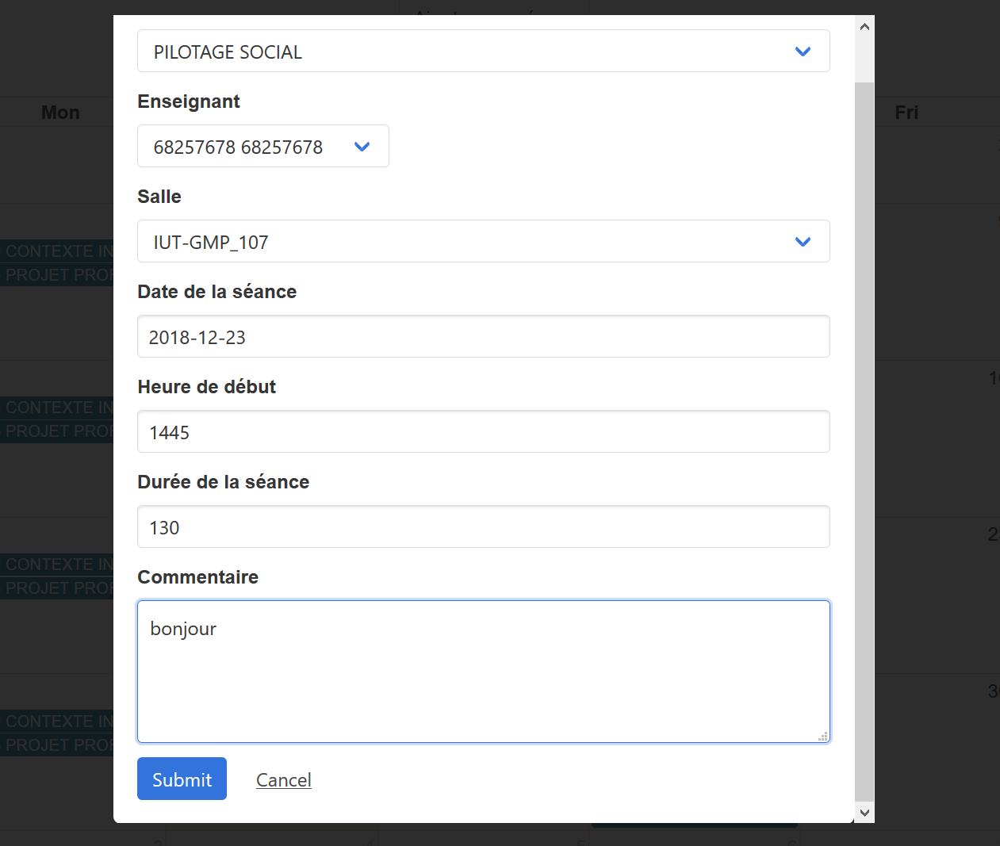 PILOTAGE SOCIAL
Enseignant
68257678 68257678
Salle
IUT-GMP_107
Date de la séance
2018-12-23
Heure de début
1445
Durée de la séance
130
Commentaire
bonjour
Submit Cancel
Mon
Fri
CONTEXTE IN
PROJET PROF
CONTEXTE IN
PROJET PROF
CONTEXTE IN
PROJET PROF
CONTEXTE IN
PROJET PROF